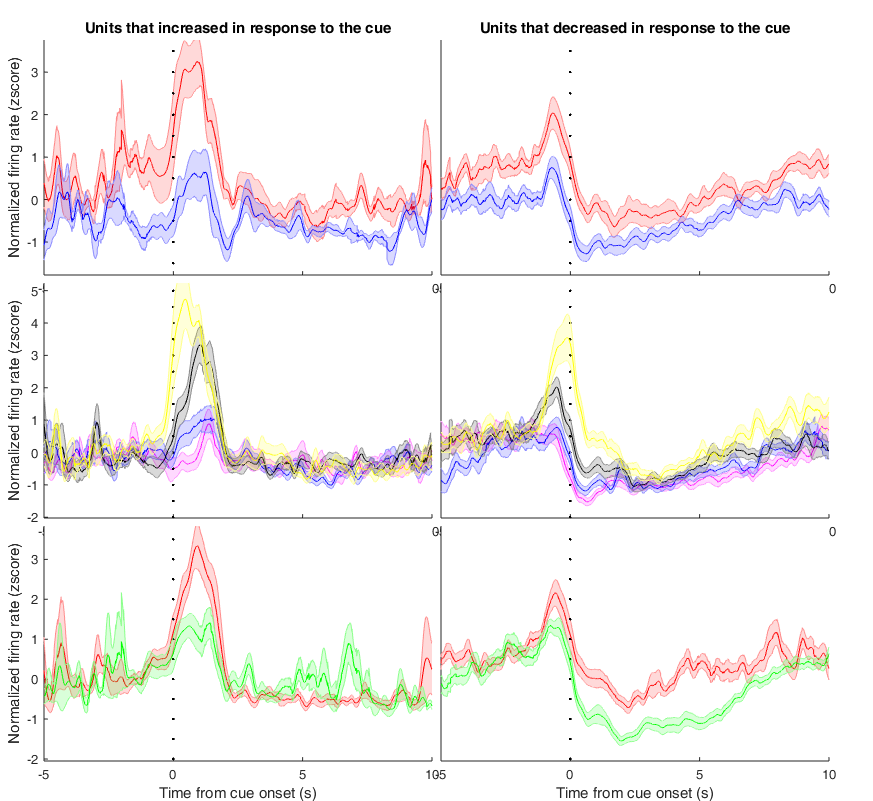 Units that increased in response to the cue
Units that decreased in response to the cue
Normalized firing rate (zscore)
3
2
1
0
-1
0
Normalized firing rate (zscore)
5
4
3
2
1
0
-1
-2
0
Normalized firing rate (zscore)
3
2
1
0
-1
-2
-5 0 5 10 -5 0 5 10
Time from cue onset (s)
Time from cue onset (s)